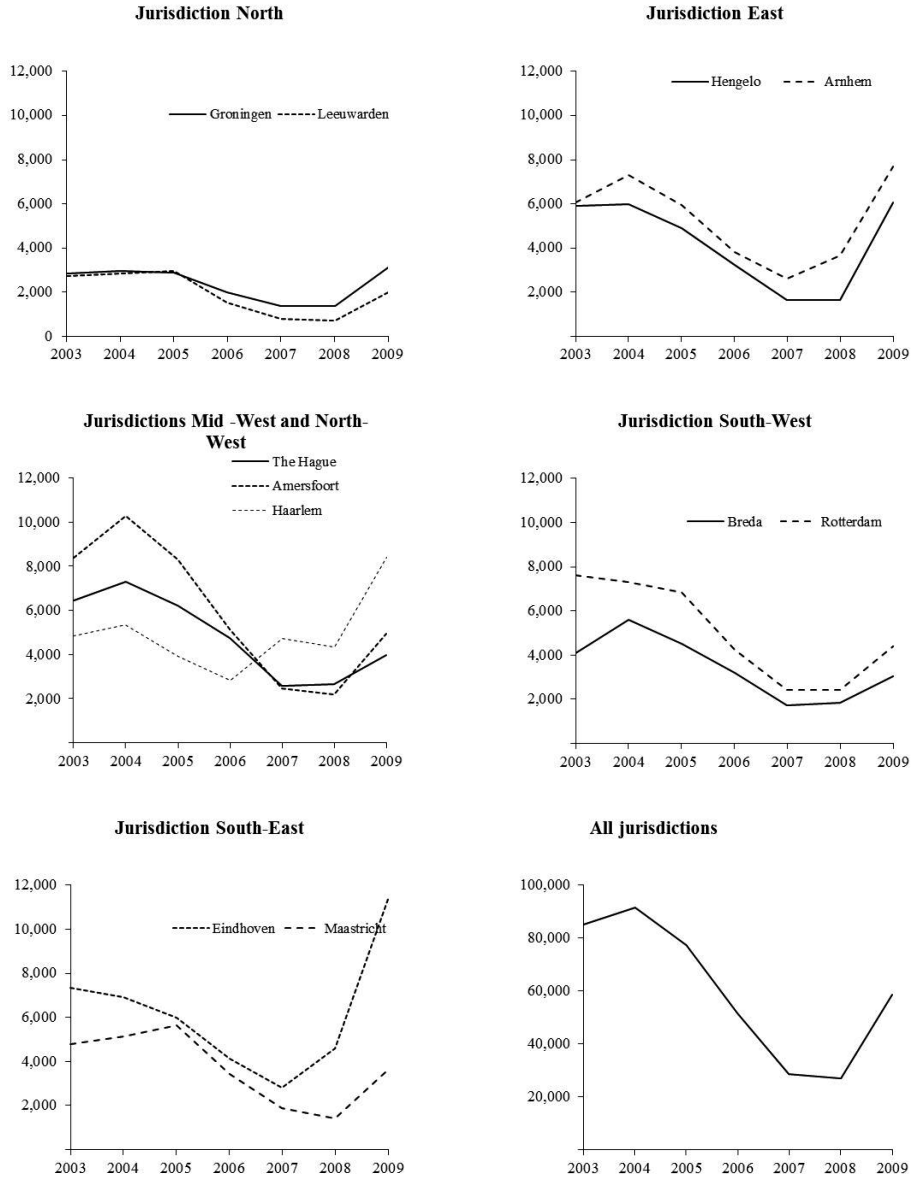 Jurisdiction North
12,000
10,000
8,000
6,000
4,000
2,000
0
2003 2004 2005 2006 2007 2008 2009
Groningen Leeuwarden
Jurisdiction East
12,000
10,000
8,000
6,000
4,000
2,000
2003 2004 2005 2006 2007 2008 2009
Hengelo Arnhem
Jurisdictions Mid -West and North-
West
The Hague
Amersfoort
Haarlem
12,000
10,000
8,000
6,000
4,000
2,000
2003 2004 2005 2006 2007 2008 2009
Jurisdiction South-West
12,000
10,000
8,000
6,000
4,000
2,000
2003 2004 2005 2006 2007 2008 2009
Breda Rotterdam
Jurisdiction South-East
12,000
10,000
8,000
6,000
4,000
2,000
2003 2004 2005 2006 2007 2008 2009
Eindhoven Maastricht
All jurisdictions
100,000
80,000
60,000
40,000
20,000
2003 2004 2005 2006 2007 2008 2009